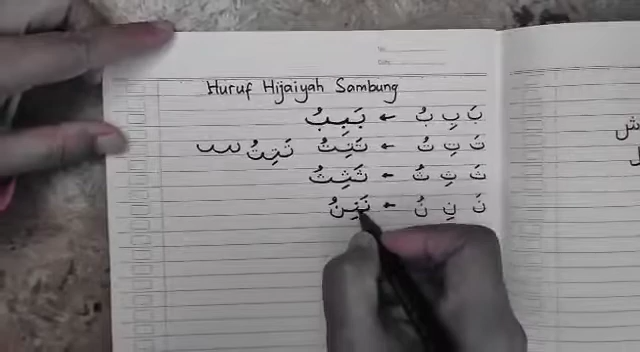 Huruf Hijaiyah Sambung
بَ بِ بُ ← بَبِبُ
تَ تِ تُ ← تَتِتُ تَتِتُ
ثَ ثِ ثُ ← ثَثِثُ
نَ نِ نُ ← نَنِنُ